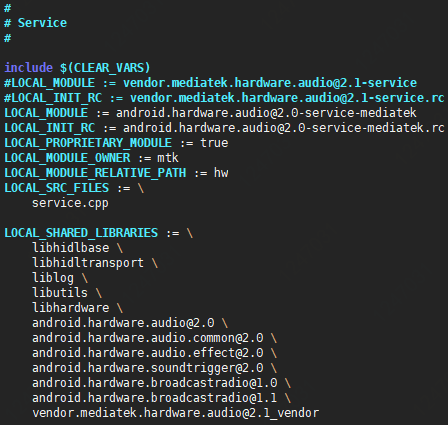 #
# Service
#
include $(CLEAR_VARS)
#LOCAL_MODULE := vendor.mediatek.hardware.audio@2.1-service
#LOCAL_INIT_RC := vendor.mediatek.hardware.audio@2.1-service.rc
LOCAL_MODULE := android.hardware.audio@2.0-service-mediatek
LOCAL_INIT_RC := android.hardware.audio@2.0-service-mediatek.rc
LOCAL_PROPRIETARY_MODULE := true
LOCAL_MODULE_OWNER := mtk
LOCAL_MODULE_RELATIVE_PATH := hw
LOCAL_SRC_FILES := \
    service.cpp
LOCAL_SHARED_LIBRARIES := \
    libhidlbase \
    libhidltransport \
    liblog \
    libutils \
    libhardware \
    android.hardware.audio@2.0 \
    android.hardware.audio.common@2.0 \
    android.hardware.audio.effect@2.0 \
    android.hardware.soundtrigger@2.0 \
    android.hardware.broadcastradio@1.0 \
    android.hardware.broadcastradio@1.1 \
    vendor.mediatek.hardware.audio@2.1_vendor